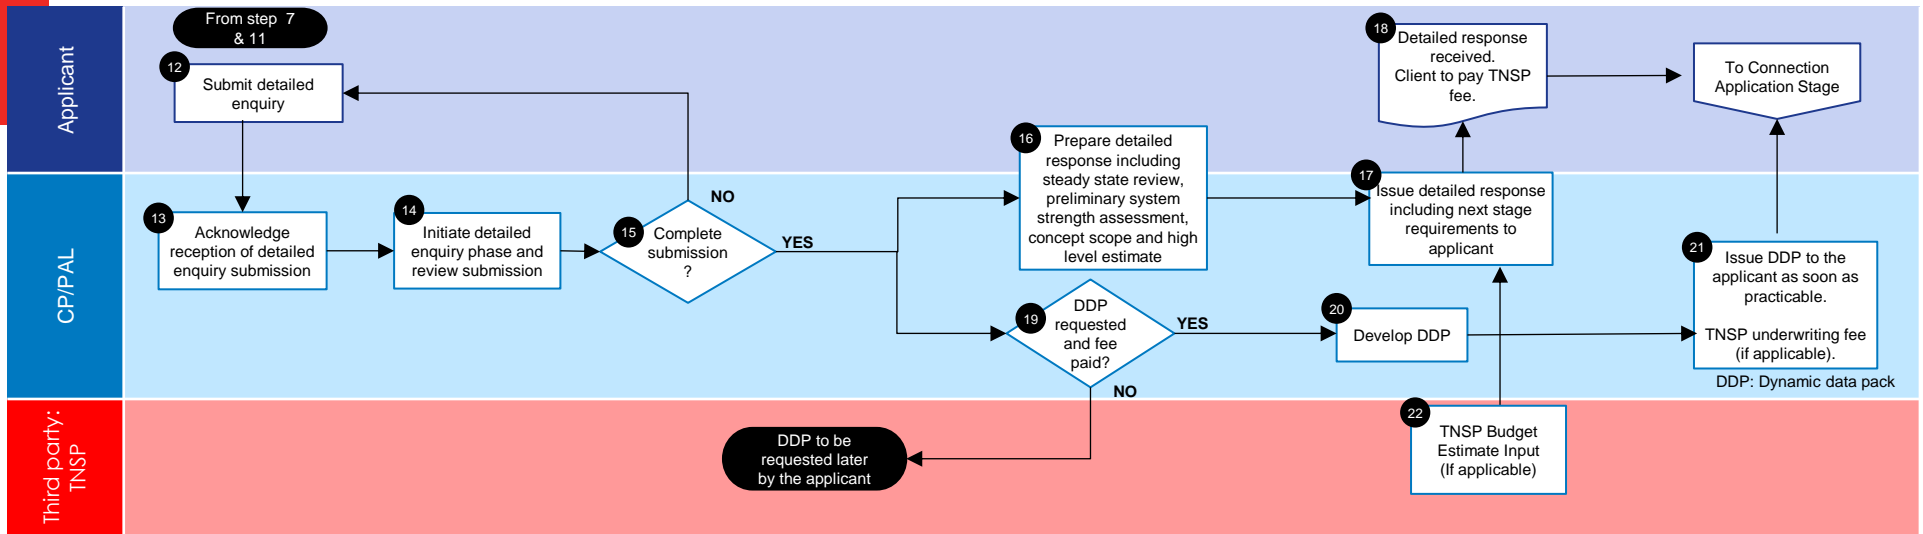 Applicant
From step  7
& 11
12
Submit detailed
enquiry
18
Detailed response
received.
Client to pay TNSP
fee.
To Connection
Application Stage
CP/PAL
13
Acknowledge
reception of detailed
enquiry submission
14
Initiate detailed
enquiry phase and
review submission
15
Complete
submission
?
NO
YES
16
Prepare detailed
response including
steady state review,
preliminary system
strength assessment,
concept scope and high
level estimate
17
Issue detailed response
including next stage
requirements to
applicant
19
DDP
requested
and fee
paid?
YES
NO
20
Develop DDP
21
Issue DDP to the
applicant as soon as
practicable.
TNSP underwriting fee
(if applicable).
DDP: Dynamic data pack
Third party:
TNSP
DDP to be
requested later
by the applicant
22
TNSP Budget
Estimate Input
(If applicable)